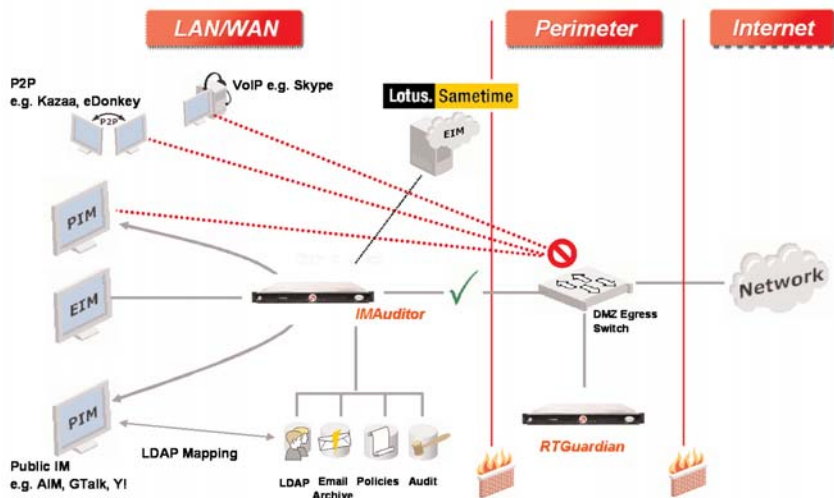 LAN/WAN
Perimeter
Internet
P2P
e.g. Kazaa, eDonkey
VoIP e.g. Skype
P2P
Lotus. Sametime
EIM
PIM
EIM
IMAuditor
DMZ Egress
Switch
Network
PIM
LDAP Mapping
RTGuardian
Public IM
e.g. AIM, GTalk, Y!
LDAP
Email
Archive
Policies
Audit